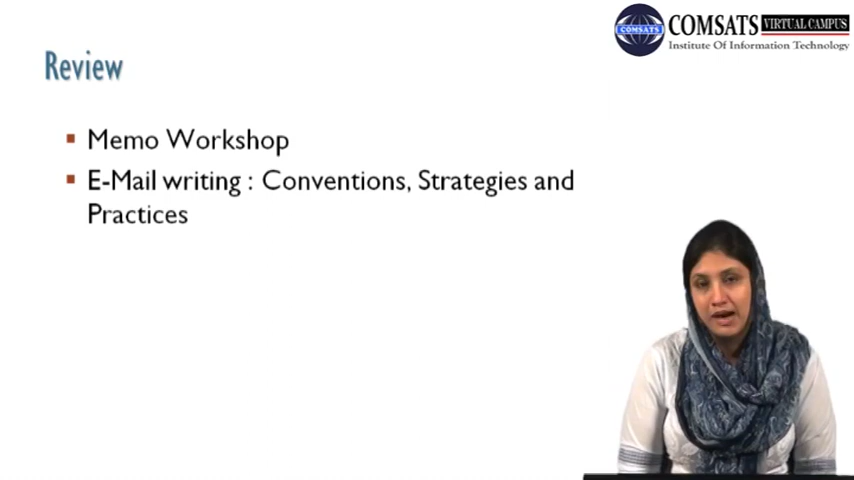 COMSATS VIRTUAL CAMPUS
COMSATS
Institute Of Information Technology
Review
Memo Workshop
E-Mail writing : Conventions, Strategies and
Practices